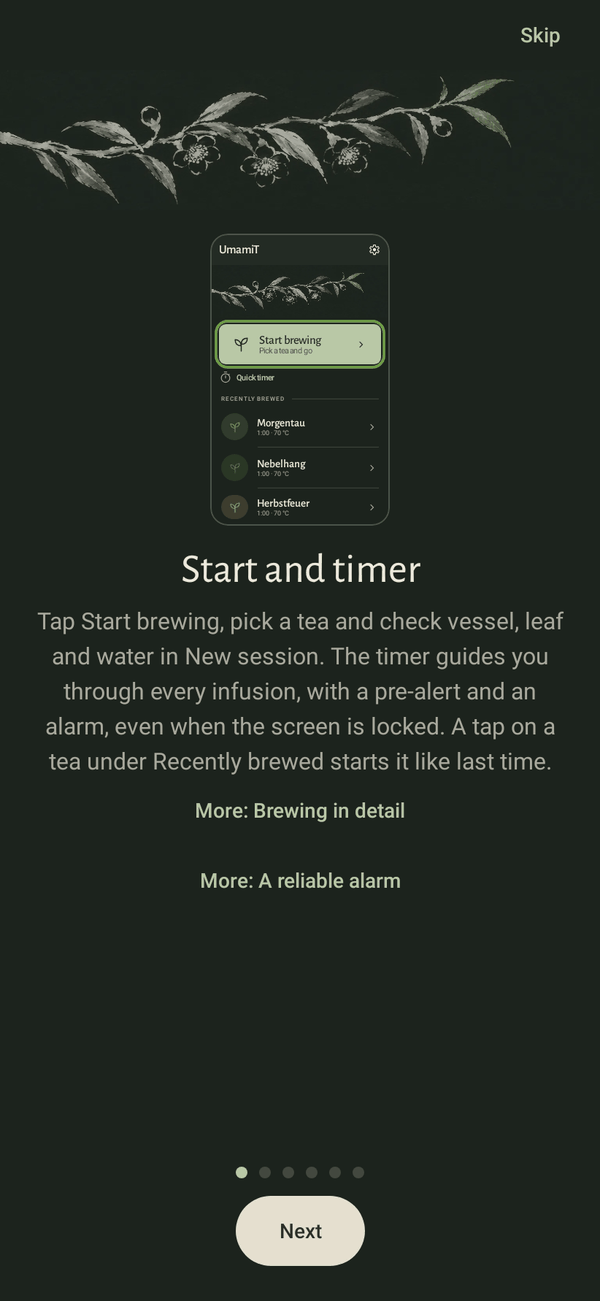 Skip
UmamiT
Start brewing
Pick a tea and go
Quick timer
RECENTLY BREWED
Morgentau
1:00 · 70 °C
Nebelhang
1:00 · 70 °C
Herbstfeuer
1:00 · 70 °C
Start and timer
Tap Start brewing, pick a tea and check vessel, leaf
and water in New session. The timer guides you
through every infusion, with a pre-alert and an
alarm, even when the screen is locked. A tap on a
tea under Recently brewed starts it like last time.
More: Brewing in detail
More: A reliable alarm
Next